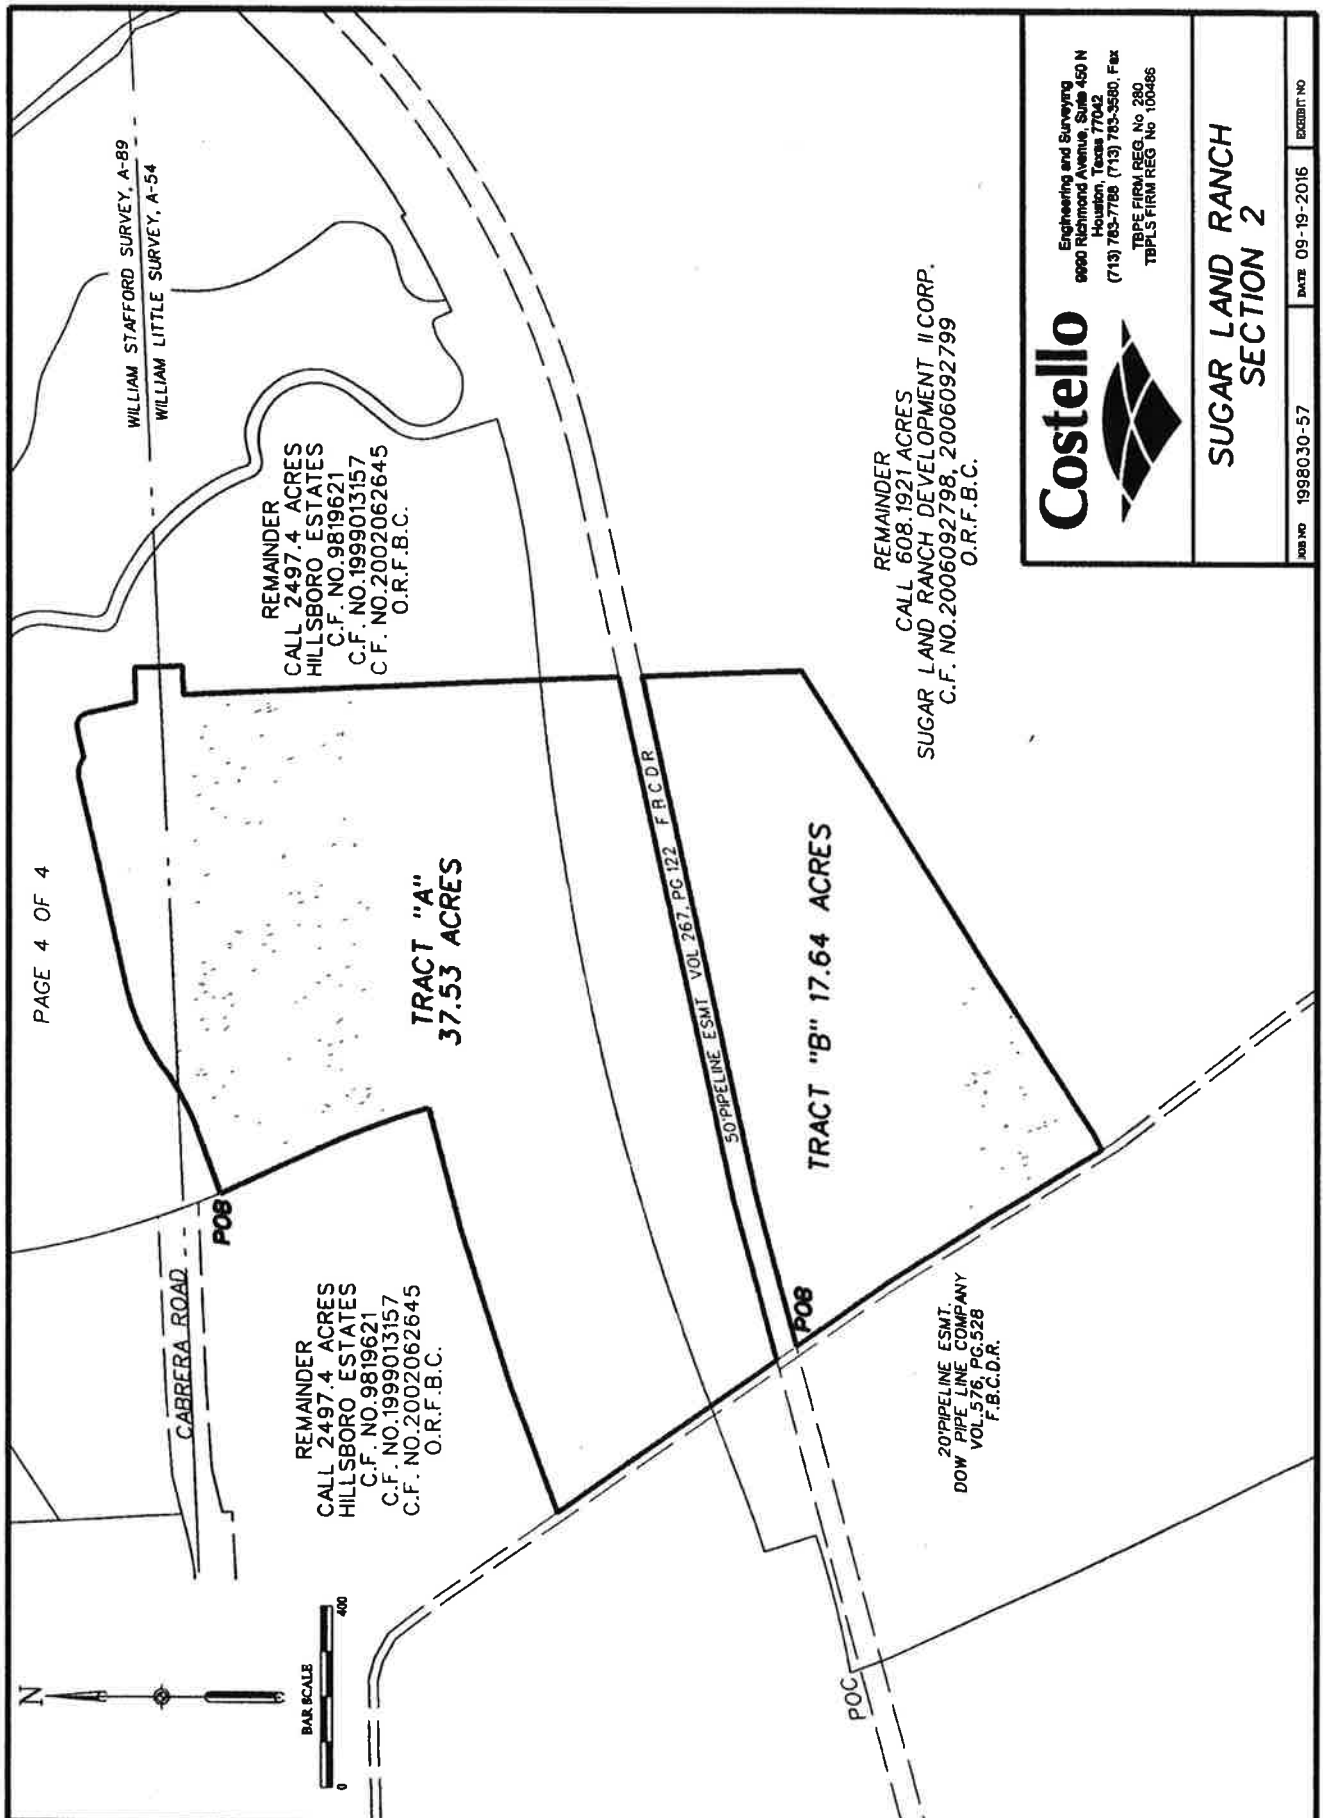 PAGE 4 OF 4
N
BAR SCALE
0
400
WILLIAM STAFFORD SURVEY, A-89
WILLIAM LITTLE SURVEY, A-54
CABRERA ROAD
POB
REMAINDER
CALL 2497.4 ACRES
HILLSBORO ESTATES
C.F. NO.9819621
C.F. NO.1999013157
C.F. NO.2002062645
O.R.F.B.C.
TRACT "A"
37.53 ACRES
REMAINDER
CALL 2497.4 ACRES
HILLSBORO ESTATES
C.F. NO.9819621
C.F. NO.1999013157
C F. NO.2002062645
O.R.F.B.C.
50'PIPELINE ESMT VOL 267, PG 122 F B C D R
TRACT "B" 17.64 ACRES
POB
POC
20'PIPELINE ESMT.
DOW PIPE LINE COMPANY
VOL.576, PG.528
F.B.C.D.R.
REMAINDER
CALL 608.1921 ACRES
SUGAR LAND RANCH DEVELOPMENT II CORP.
C.F. NO.2006092798, 2006092799
O.R.F.B.C.
Costello
Engineering and Surveying
9990 Richmond Avenue, Suite 450 N
Houston, Texas 77042
(713) 783-7788 (713) 783-3580, Fax
TBPE FIRM REG. No. 280
TBPLS FIRM REG No 100486
SUGAR LAND RANCH
SECTION 2
JOB NO 1998030-57
DATE 09-19-2016
EXHIBIT NO